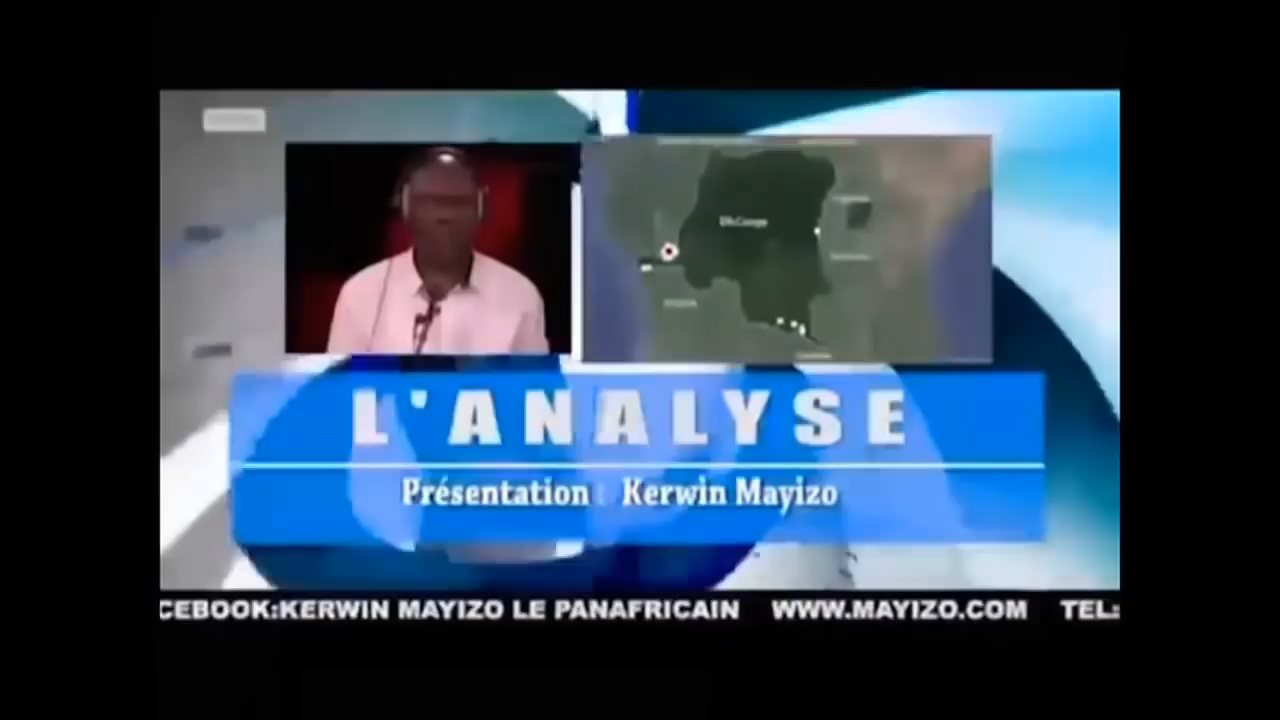 L'ANALYSE
Présentation : Kerwin Mayizo
CEBOOK:KERWIN MAYIZO LE PANAFRICAIN WWW.MAYIZO.COM TEL: